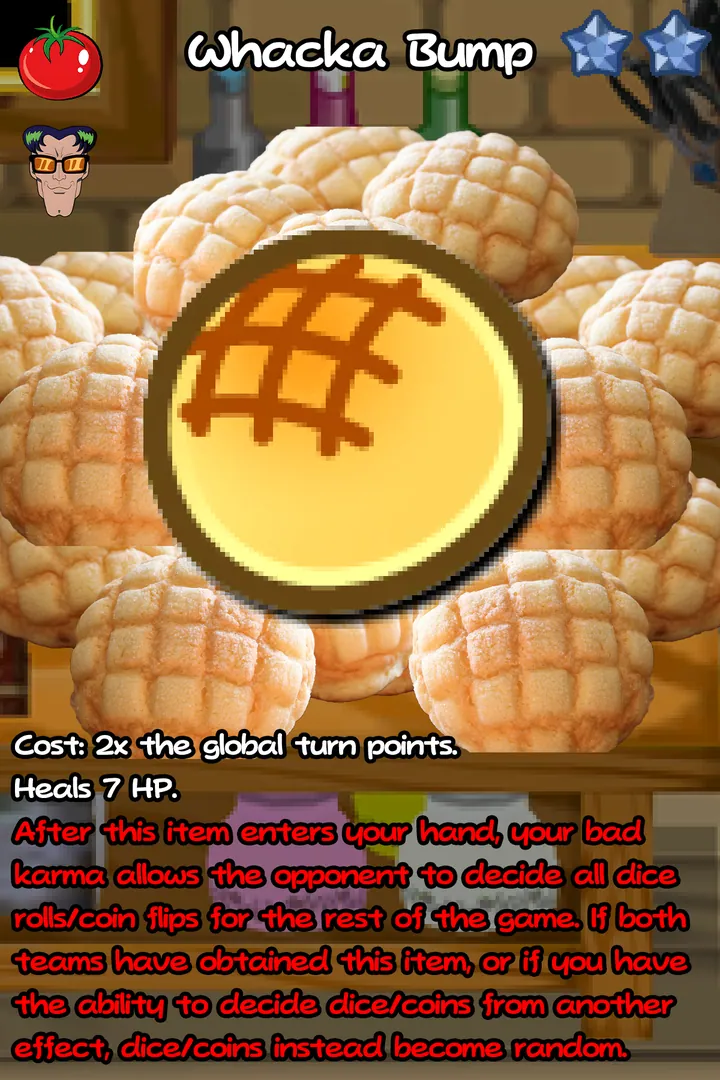 Whacka Bump
Cost: 2x the global turn points.
Heals 7 HP.
After this item enters your hand, your bad
karma allows the opponent to decide all dice
rolls/coin flips for the rest of the game. If both
teams have obtained this item, or if you have
the ability to decide dice/coins from another
effect, dice/coins instead become random.